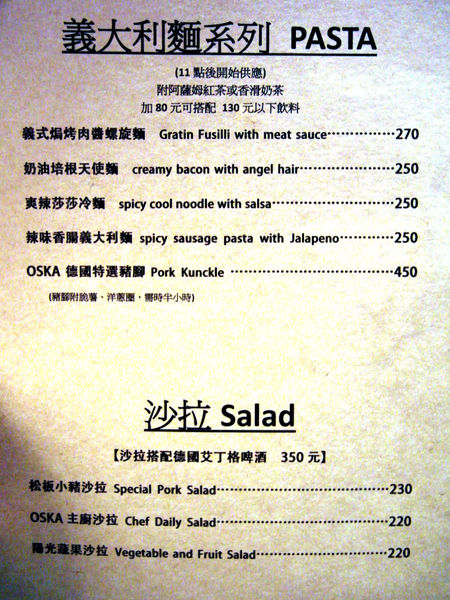 義大利麵系列 PASTA
(11 點後開始供應)
附阿薩姆紅茶或香滑奶茶
加 80 元可搭配 130 元以下飲料
義式焗烤肉醬螺旋麵 Gratin Fusilli with meat sauce……………270
奶油培根天使麵 creamy bacon with angel hair……………………250
爽辣莎莎冷麵 spicy cool noodle with salsa…………………………250
辣味香腸義大利麵 spicy sausage pasta with Jalapeno…………250
OSKA 德國特選豬腳 Pork Kunckle …………………………………450
(豬腳附脆薯、洋蔥圈，需時半小時)
沙拉 Salad
【沙拉搭配德國艾丁格啤酒 350 元】
松板小豬沙拉 Special Pork Salad……………………………………230
OSKA 主廚沙拉 Chef Daily Salad……………………………………220
陽光蔬果沙拉 Vegetable and Fruit Salad……………………………220